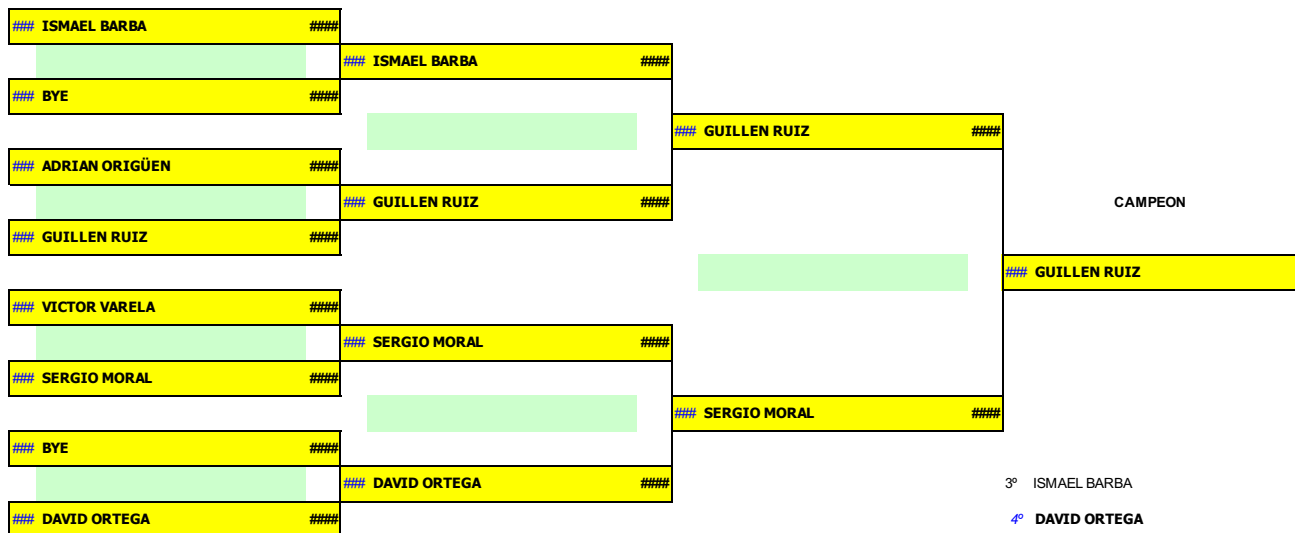 ### ISMAEL BARBA ####
### ISMAEL BARBA ####
### BYE ####
### GUILLEN RUIZ ####
### ADRIAN ORIGÜEN ####
### GUILLEN RUIZ ####
CAMPEON
### GUILLEN RUIZ ####
### GUILLEN RUIZ
### VICTOR VARELA ####
### SERGIO MORAL ####
### SERGIO MORAL ####
### SERGIO MORAL ####
### BYE ####
### DAVID ORTEGA ####
3º ISMAEL BARBA
### DAVID ORTEGA ####
4º DAVID ORTEGA